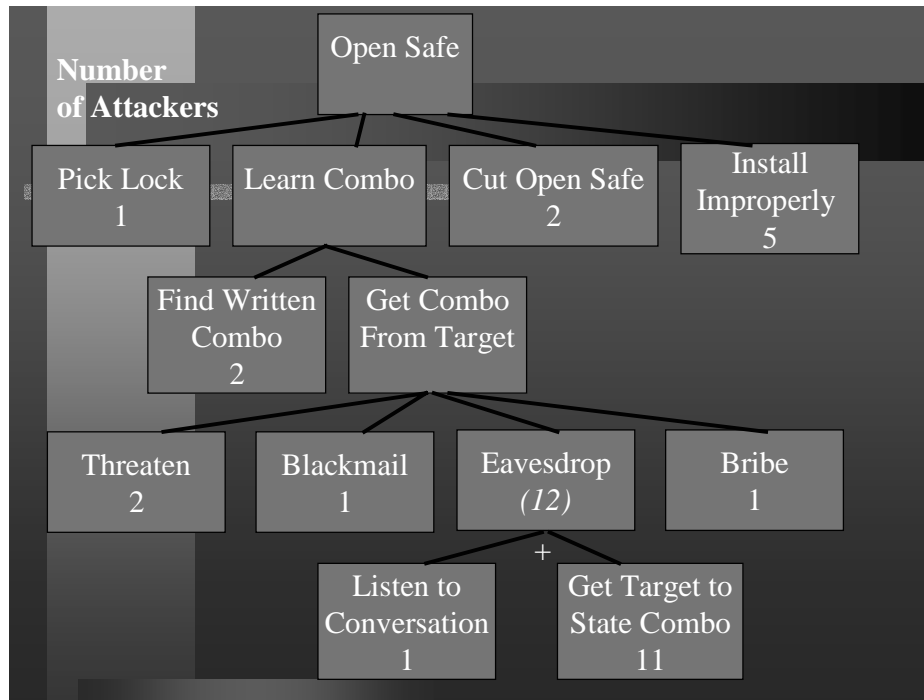 Number
of Attackers
Open Safe
Pick Lock
1
Learn Combo
Cut Open Safe
2
Install
Improperly
5
Find Written
Combo
2
Get Combo
From Target
Threaten
2
Blackmail
1
Eavesdrop
(12)
Bribe
1
+
Listen to
Conversation
1
Get Target to
State Combo
11